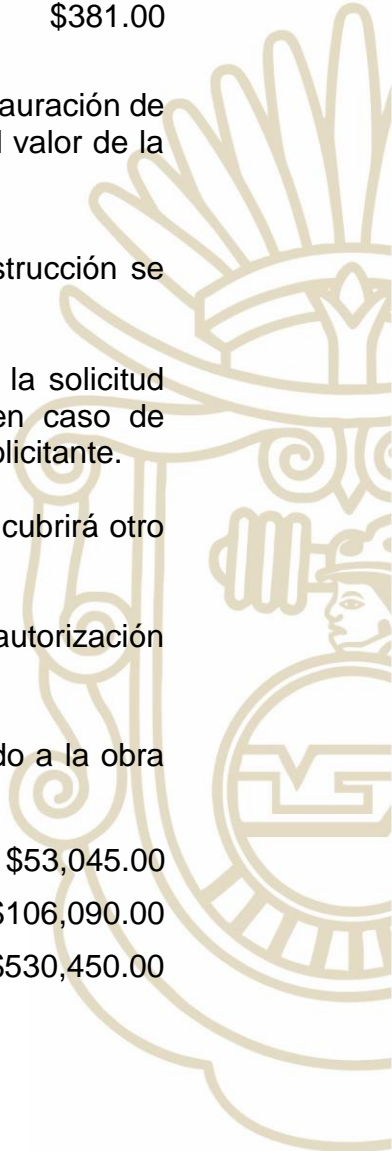 $381.00
auración de
l valor de la
strucción se
la solicitud
en caso de
olicitante.
cubrirá otro
autorización
do a la obra
$53,045.00
$106,090.00
$530,450.00